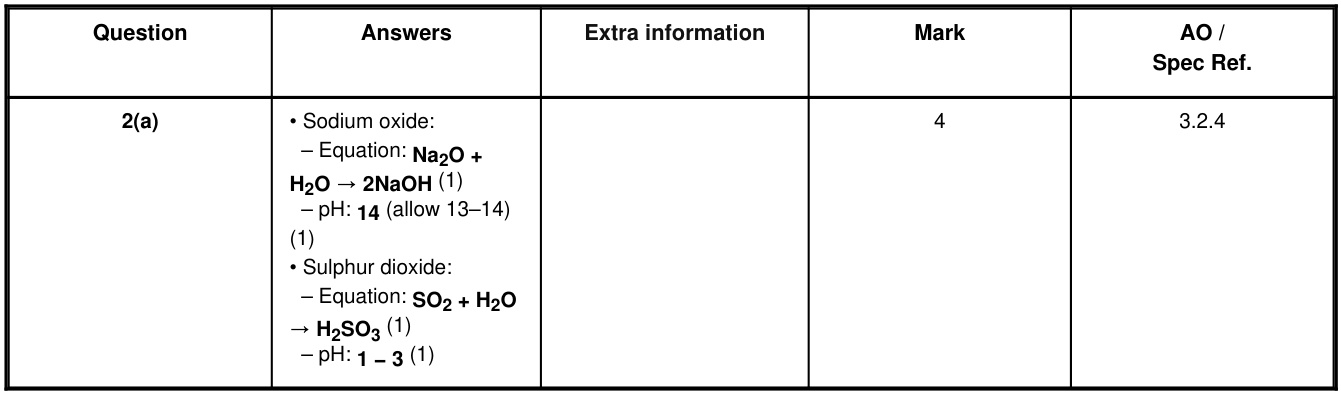 Question Answers Extra information Mark AO /
Spec Ref.
2(a) • Sodium oxide: 4 3.2.4
– Equation: Na₂O +
H₂O → 2NaOH (1)
– pH: 14 (allow 13–14)
(1)
• Sulphur dioxide:
– Equation: SO₂ + H₂O
→ H₂SO₃ (1)
– pH: 1 – 3 (1)